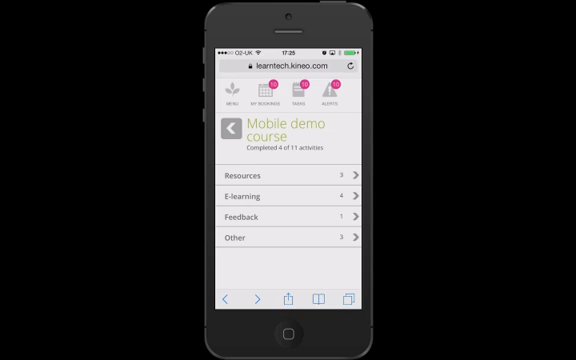 O2-UK 17:25
learntech.kineo.com
10 10 10
MENU MY BOOKINGS TASKS ALERTS
Mobile demo
course
Completed 4 of 11 activities
Resources 3
E-learning 4
Feedback 1
Other 3